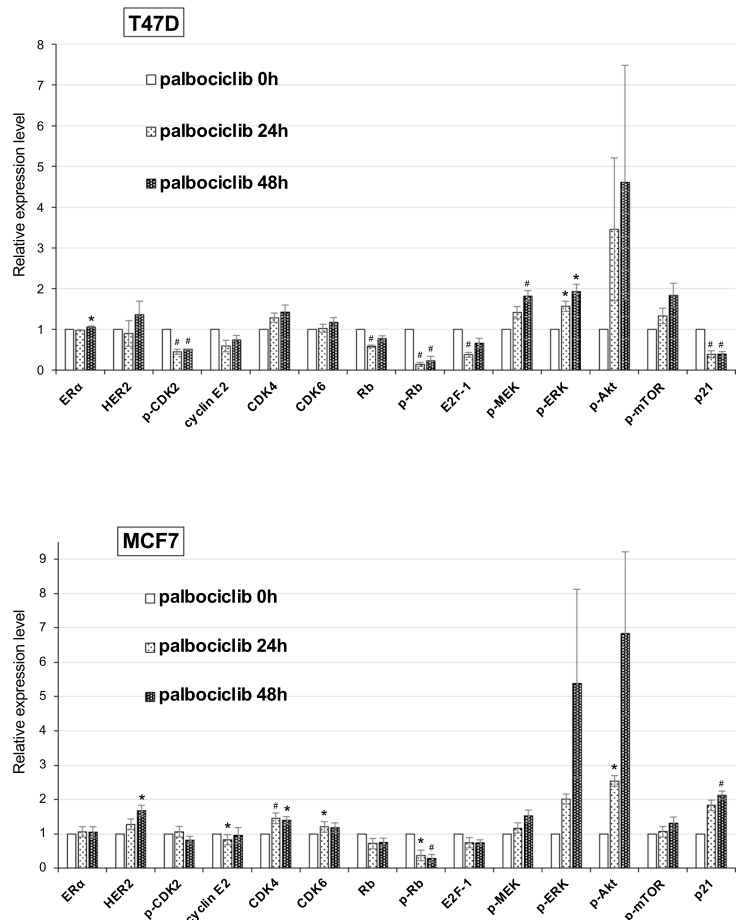 T47D
8
7
6
5
4
3
2
1
0
Relative expression level
palbociclib 0h
palbociclib 24h
palbociclib 48h
*
# #
#
# #
#
#
* *
# #
ERα HER2 p-CDK2 cyclin E2 CDK4 CDK6 Rb p-Rb E2F-1 p-MEK p-ERK p-Akt p-mTOR p21
MCF7
9
8
7
6
5
4
3
2
1
0
Relative expression level
palbociclib 0h
palbociclib 24h
palbociclib 48h
*
*
# *
*
* #
*
#
ERα HER2 p-CDK2 cyclin E2 CDK4 CDK6 Rb p-Rb E2F-1 p-MEK p-ERK p-Akt p-mTOR p21